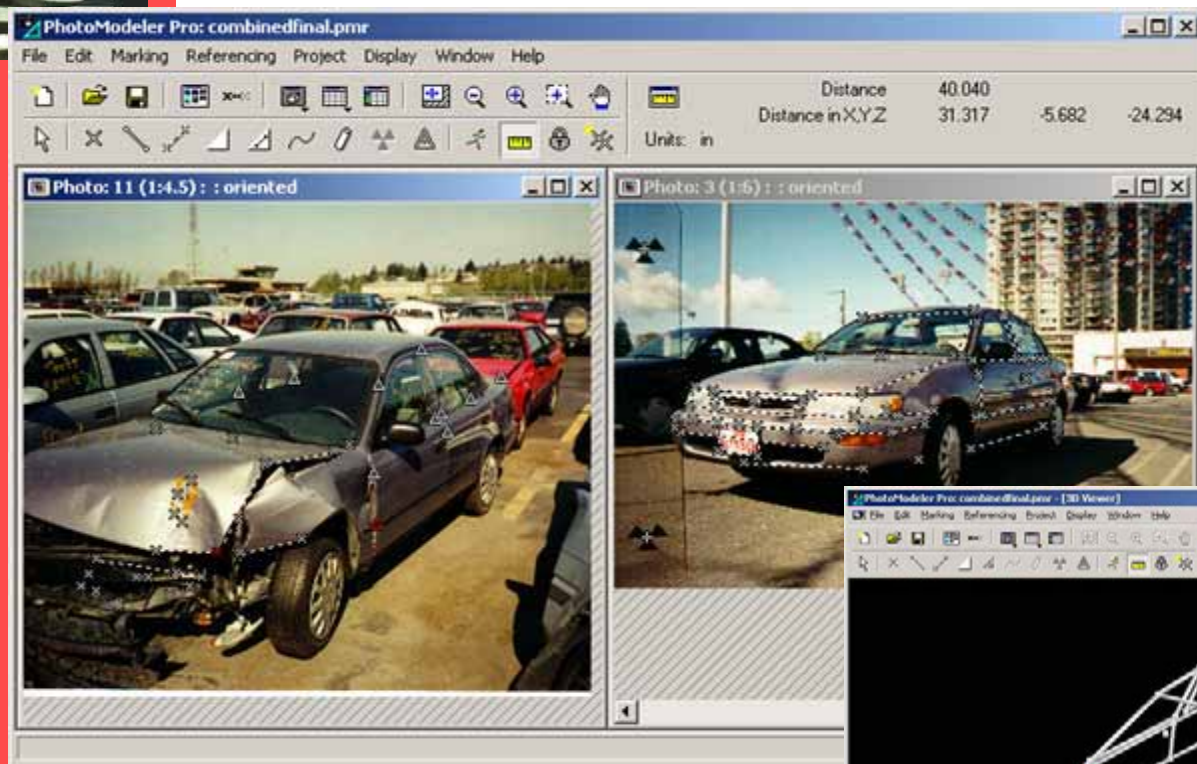 PhotoModeler Pro: combinedfinal.pmr
File Edit Marking Referencing Project Display Window Help
Distance 40.040
Distance in X,Y,Z 31.317 -5.682 -24.294
Units: in
Photo: 11 (1:4.5) : : oriented
Photo: 3 (1:6) : : oriented
PhotoModeler Pro: combinedfinal.pmr - [3D Viewer]
File Edit Marking Referencing Project Display Window Help